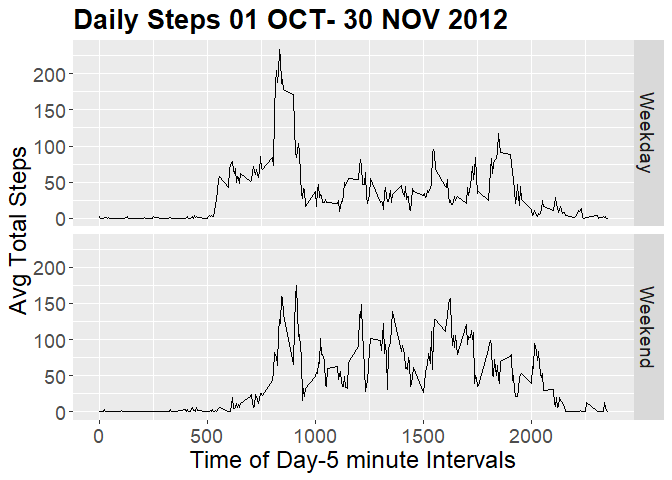 Daily Steps 01 OCT- 30 NOV 2012
Avg Total Steps
200
150
100
50
0
Weekday
200
150
100
50
0
Weekend
0 500 1000 1500 2000
Time of Day-5 minute Intervals